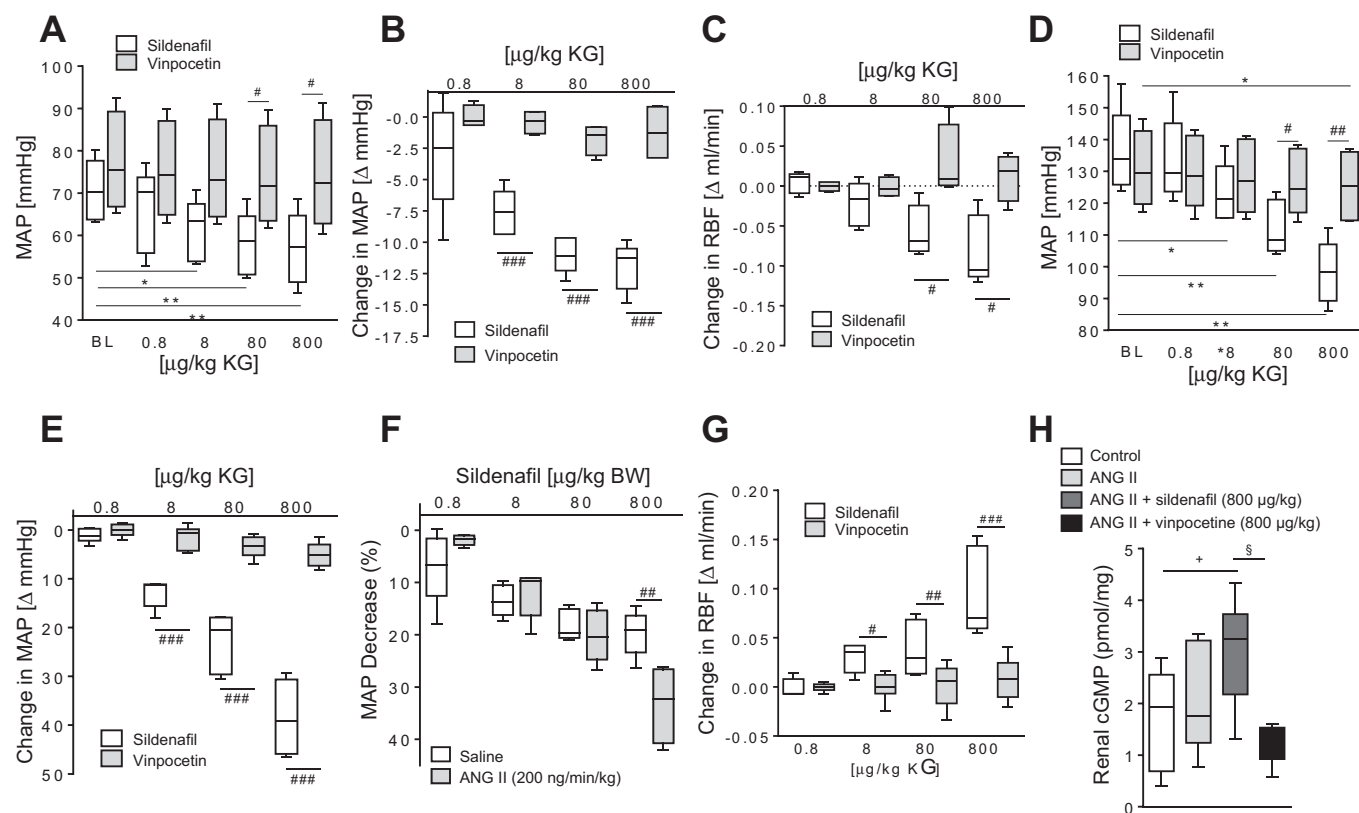 A
Sildenafil
Vinpocetin
MAP [mmHg]
100
90
80
70
60
50
40
#
#
*
**
**
BL 0.8 8 80 800
[µg/kg KG]
B
[µg/kg KG]
0.8 8 80 800
Change in MAP [Δ mmHg]
-0.0
-2.5
-5.0
-7.5
-10.0
-12.5
-15.0
-17.5
###
###
###
Sildenafil
Vinpocetin
C
[µg/kg KG]
0.8 8 80 800
Change in RBF [Δ ml/min]
0.10
0.05
0.00
-0.05
-0.10
-0.15
-0.20
#
#
Sildenafil
Vinpocetin
D
Sildenafil
Vinpocetin
MAP [mmHg]
160
150
140
130
120
110
100
90
80
*
#
##
*
**
**
BL 0.8 *8 80 800
[µg/kg KG]
E
[µg/kg KG]
0.8 8 80 800
Change in MAP [Δ mmHg]
0
10
20
30
40
50
###
###
###
Sildenafil
Vinpocetin
F
Sildenafil [µg/kg BW]
0.8 8 80 800
MAP Decrease (%)
0
10
20
30
40
##
Saline
ANG II (200 ng/min/kg)
G
Change in RBF [Δ ml/min)
0.20
0.15
0.10
0.05
0.00
-0.05
Sildenafil
Vinpocetin
#
##
###
0.8 8 80 800
[µg/kg KG]
H
Control
ANG II
ANG II + sildenafil (800 µg/kg)
ANG II + vinpocetine (800 µg/kg)
Renal cGMP (pmol/mg)
5
4
3
2
1
0
+
§